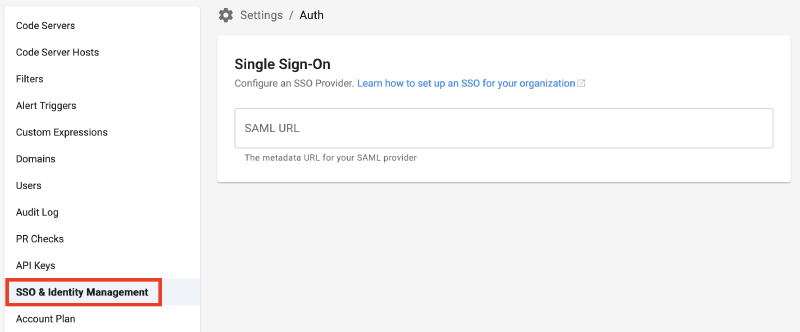 Code Servers
Code Server Hosts
Filters
Alert Triggers
Custom Expressions
Domains
Users
Audit Log
PR Checks
API Keys
SSO & Identity Management
Account Plan
Settings / Auth
Single Sign-On
Configure an SSO Provider. Learn how to set up an SSO for your organization
SAML URL
The metadata URL for your SAML provider